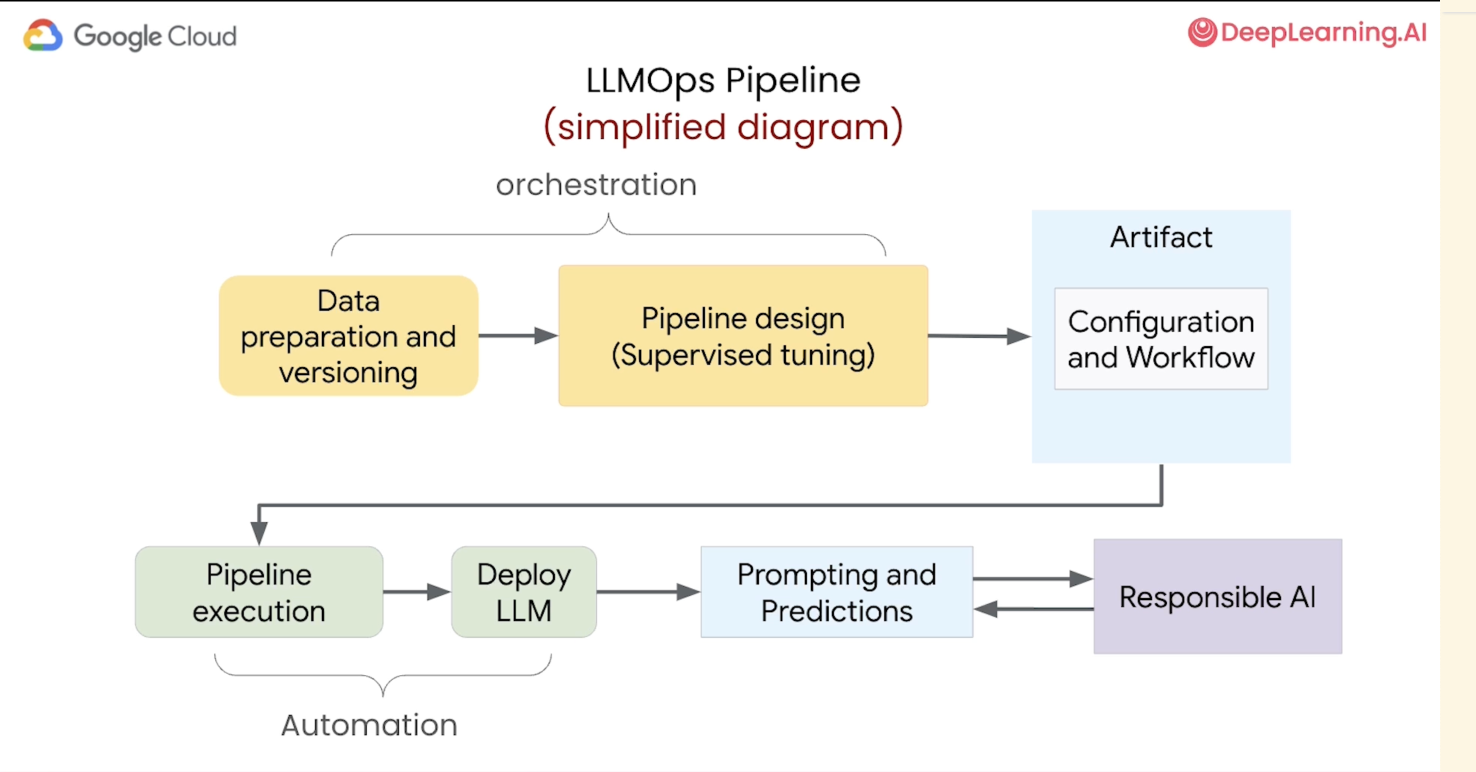 Google Cloud
DeepLearning.AI
LLMOps Pipeline
(simplified diagram)
orchestration
Data
preparation and
versioning
Pipeline design
(Supervised tuning)
Artifact
Configuration
and Workflow
Pipeline
execution
Deploy
LLM
Prompting and
Predictions
Responsible AI
Automation